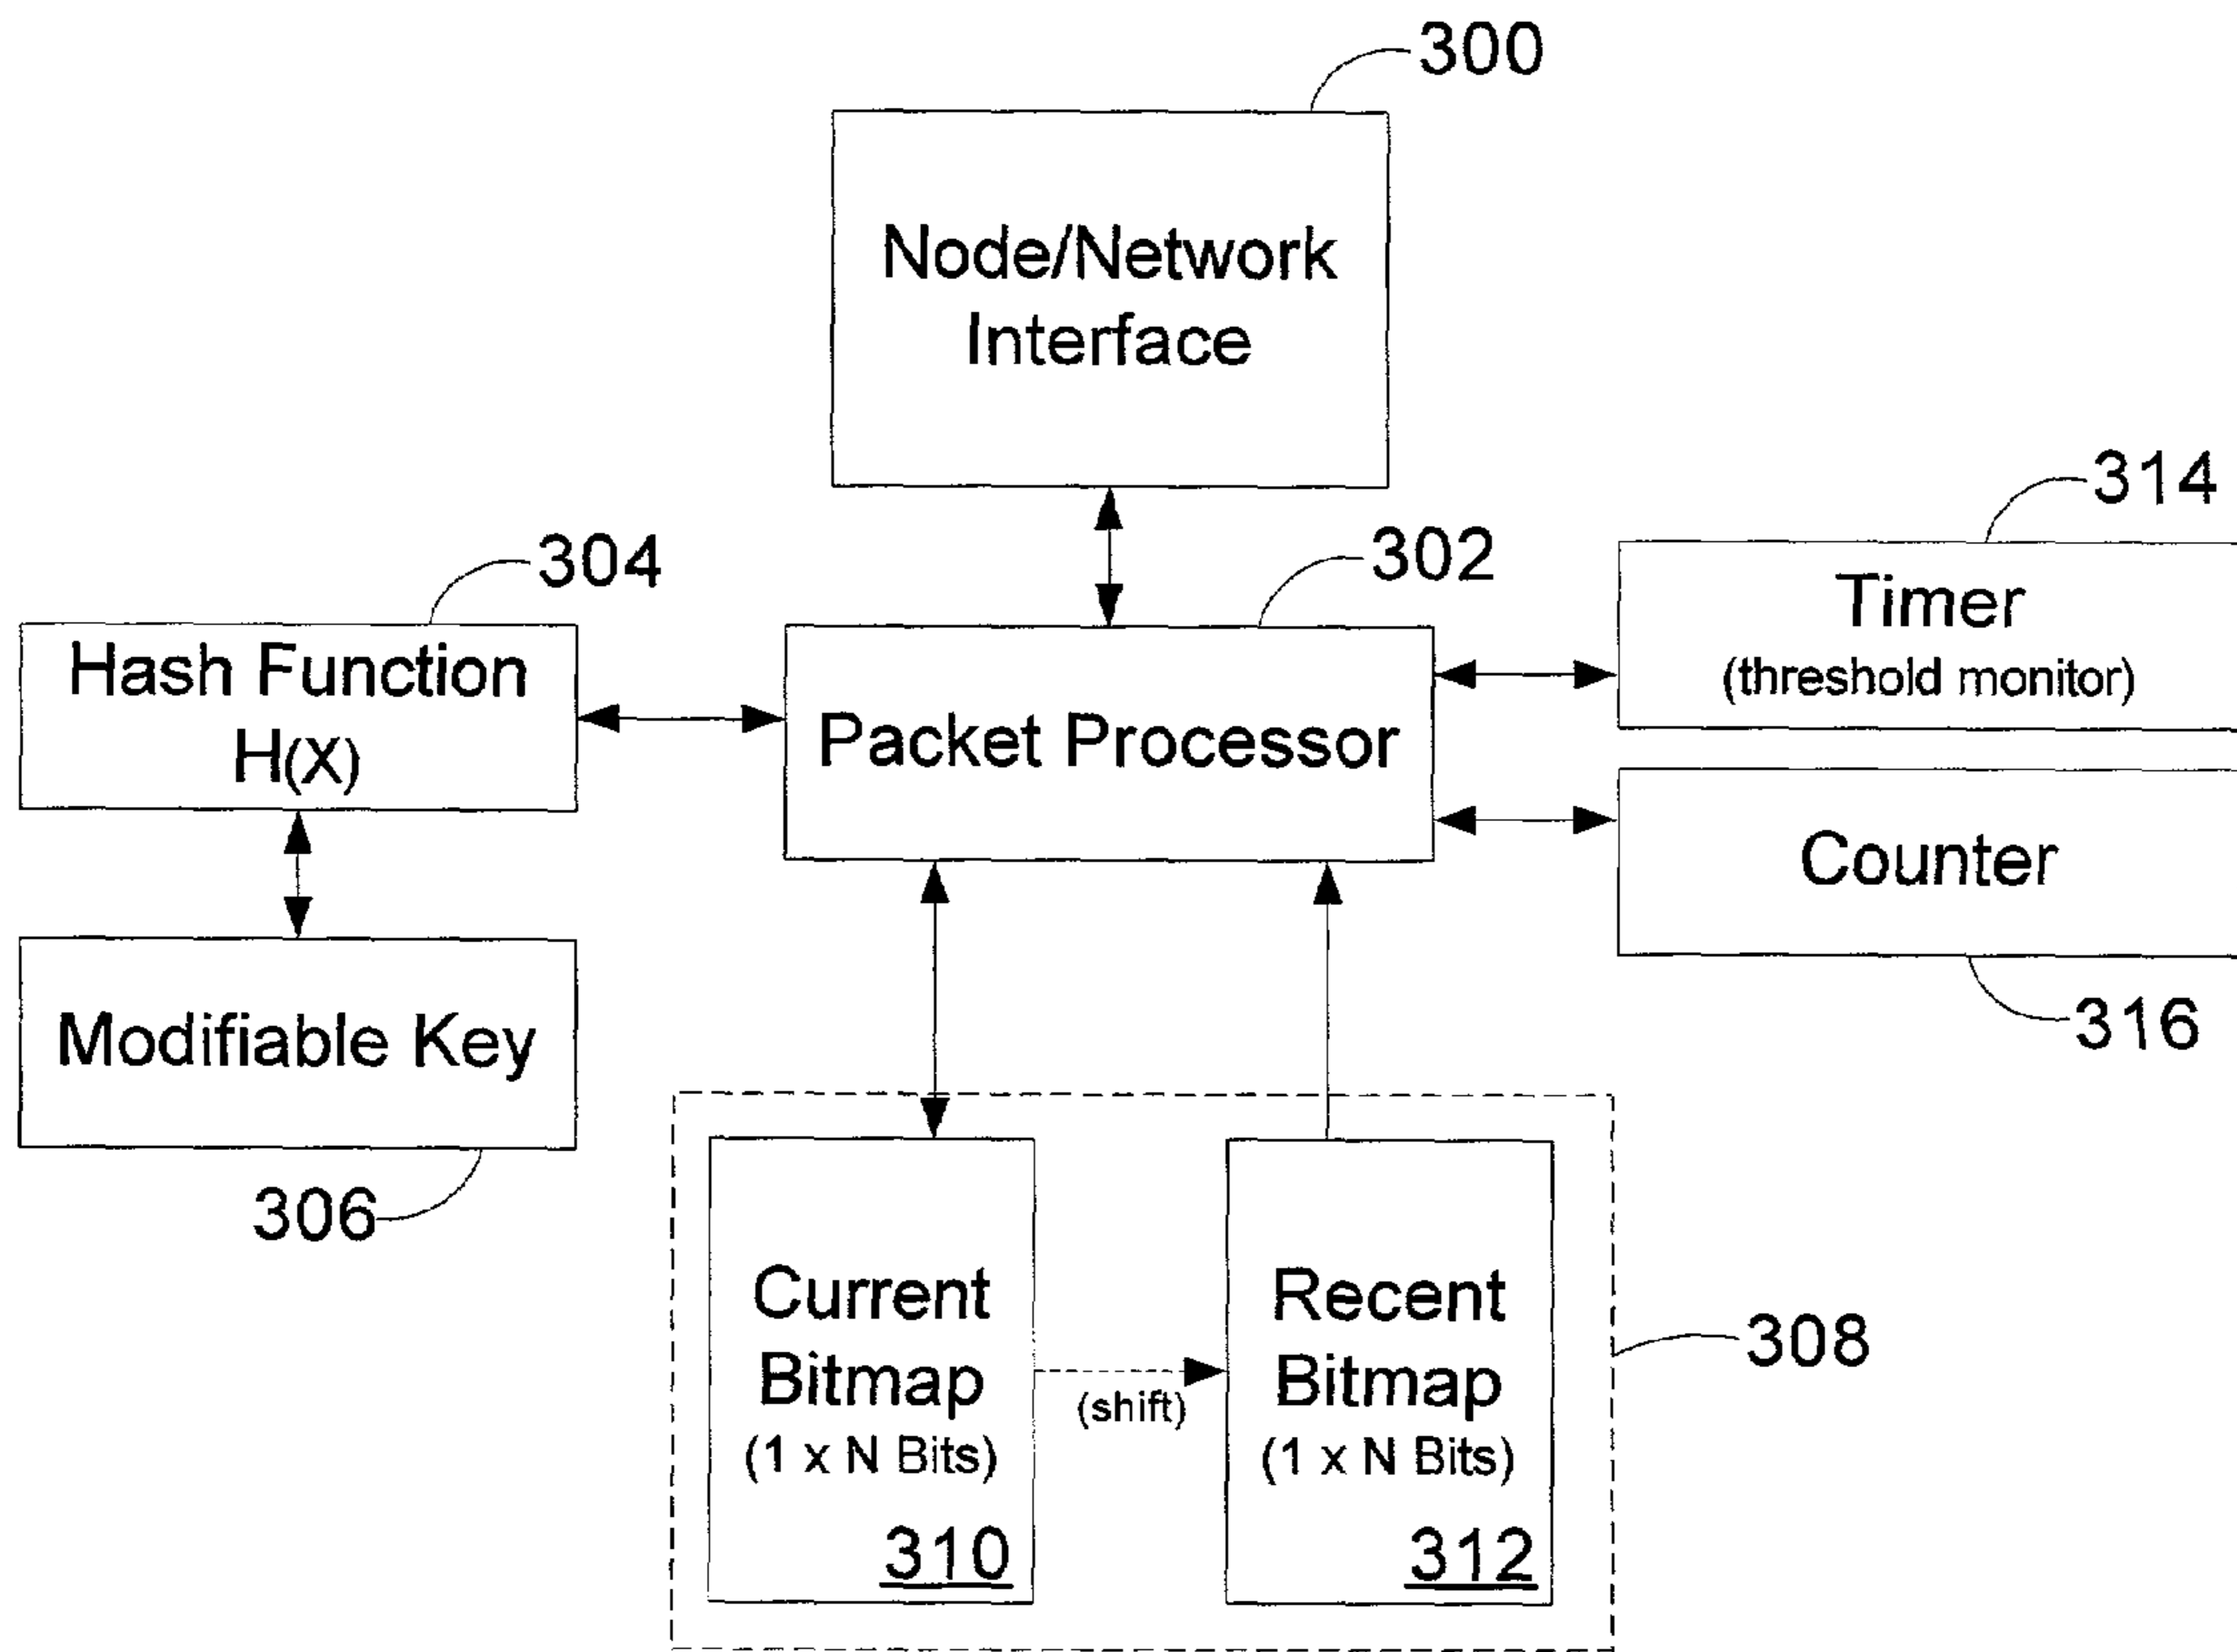 300
Node/Network
Interface
314
302
304
Timer
(threshold monitor)
Hash Function
H(X)
Packet Processor
Counter
316
Modifiable Key
306
Current
Bitmap
(1 x N Bits)
310
(shift)
Recent
Bitmap
(1 x N Bits)
312
308